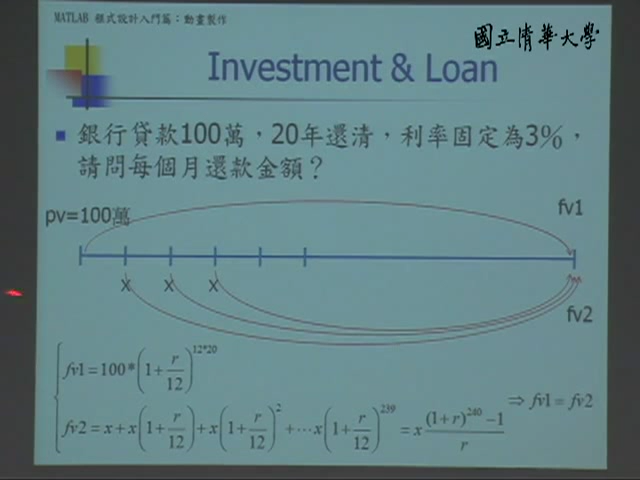 MATLAB 程式設計入門篇：動畫製作
國立清華大學
Investment & Loan
銀行貸款100萬，20年還清，利率固定為3%，
請問每個月還款金額？
pv=100萬
fv1
x x x
fv2
fv1=100*(1+r/12)^12*20
fv2=x+x(1+r/12)+x(1+r/12)^2+⋯x(1+r/12)^239=x((1+r)^240−1)/r ⇒fv1=fv2